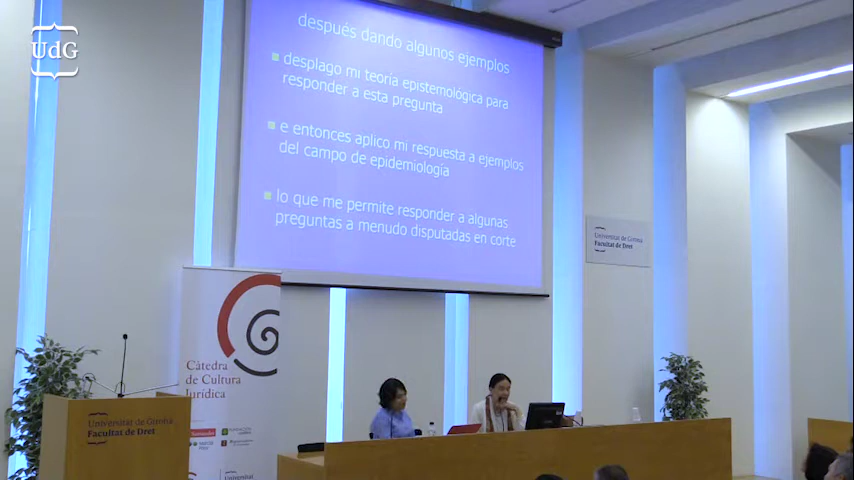 UdG
después dando algunos ejemplos
desplago mi teoría epistemológica para
responder a esta pregunta
e entonces aplico mi respuesta a ejemplos
del campo de epidemiología
lo que me permite responder a algunas
preguntas a menudo disputadas en corte
Universitat de Girona
Facultat de Dret
Càtedra
de Cultura
Jurídica
Universitat de Girona
Facultat de Dret